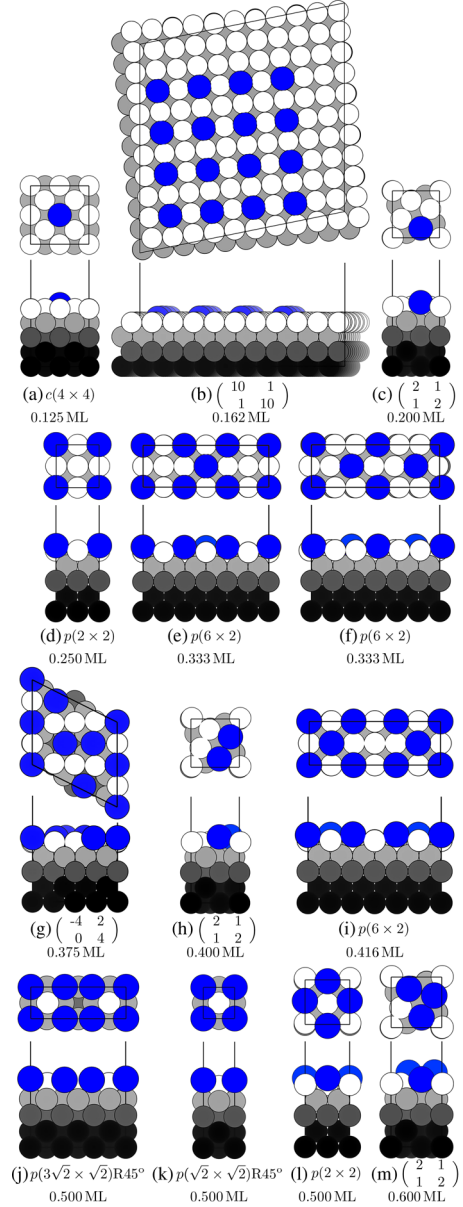 (a) c(4 × 4)
0.125 ML
(b) ( 10 1
1 10 )
0.162 ML
(c) ( 2 1
1 2 )
0.200 ML
(d) p(2 × 2)
0.250 ML
(e) p(6 × 2)
0.333 ML
(f) p(6 × 2)
0.333 ML
(g) ( -4 2
0 4 )
0.375 ML
(h) ( 2 1
1 2 )
0.400 ML
(i) p(6 × 2)
0.416 ML
(j) p(3√2 × √2)R45º
0.500 ML
(k) p(√2 × √2)R45º
0.500 ML
(l) p(2 × 2)
0.500 ML
(m) ( 2 1
1 2 )
0.600 ML